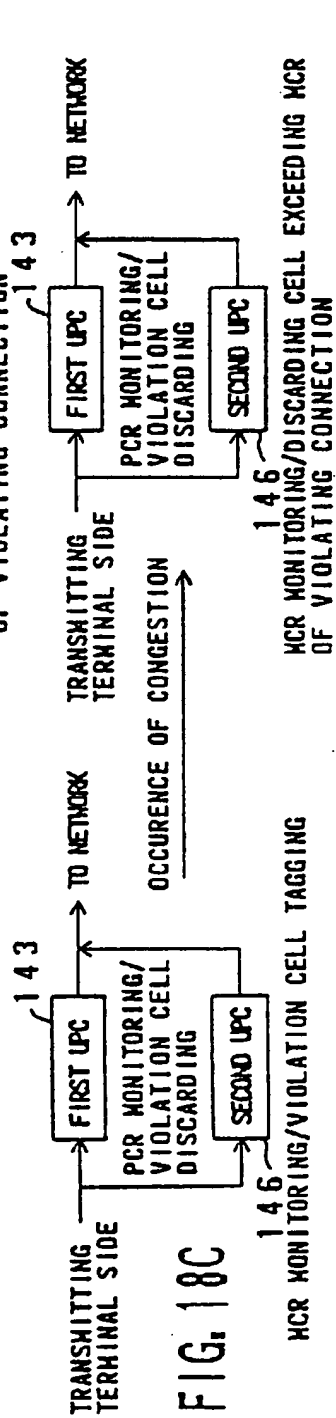 OF VIOLATING CONNECTION
TRANSMITTING
TERMINAL SIDE
143
FIRST UPC
TO NETWORK
PCR MONITORING/
VIOLATION CELL
DISCARDING
SECOND UPC
146
MCR MONITORING/VIOLATION CELL TAGGING
OCCURENCE OF CONGESTION
TRANSMITTING
TERMINAL SIDE
143
FIRST UPC
TO NETWORK
PCR MONITORING/
VIOLATION CELL
DISCARDING
SECOND UPC
146
MCR MONITORING/DISCARDING CELL EXCEEDING MCR
OF VIOLATING CONNECTION
FIG. 18C